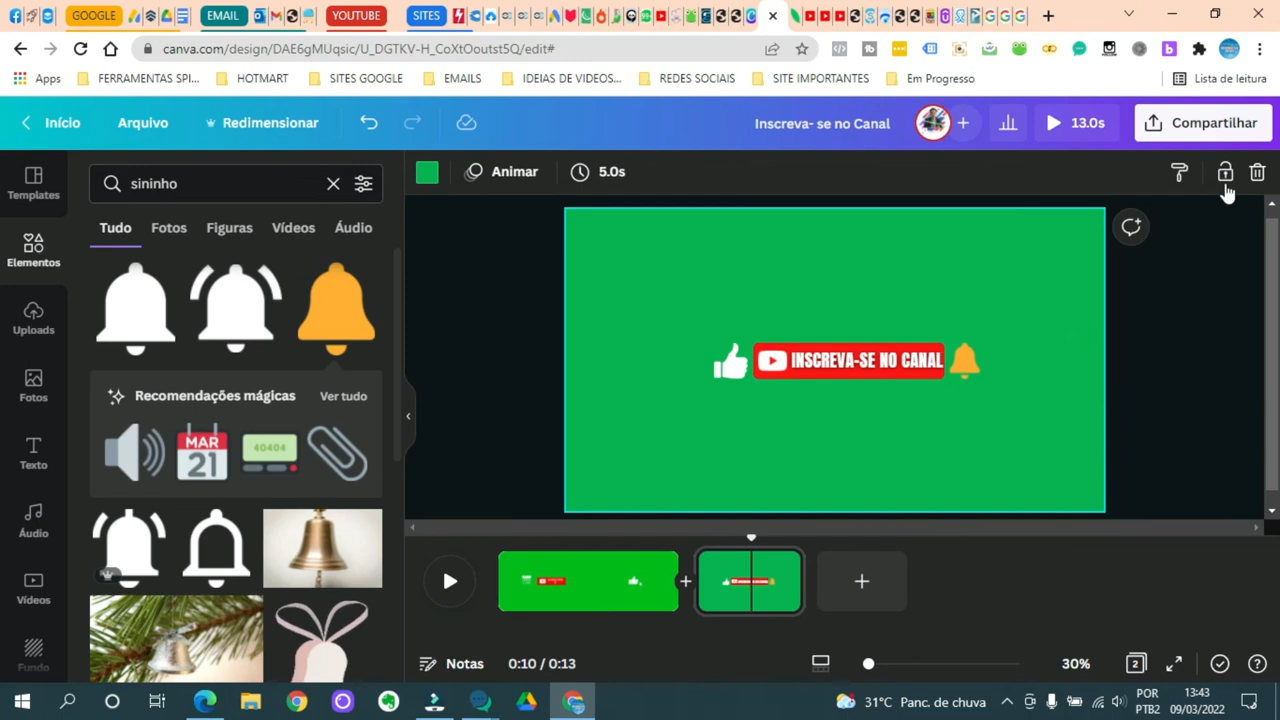 GOOGLE
EMAIL
YOUTUBE
SITES
canva.com/design/DAE6gMUqsic/U_DGTKV-H_CoXtOoutst5Q/edit#
Apps
FERRAMENTAS SPI...
HOTMART
SITES GOOGLE
EMAILS
IDEIAS DE VIDEOS...
REDES SOCIAIS
SITE IMPORTANTES
Em Progresso
Lista de leitura
Início
Arquivo
Redimensionar
Inscreva- se no Canal
13.0s
Compartilhar
Templates
Elementos
Uploads
Fotos
Texto
Áudio
Vídeos
Fundo
sininho
Tudo
Fotos
Figuras
Vídeos
Áudio
Recomendações mágicas
Ver tudo
MAR
21
40404
Animar
5.0s
INSCREVA-SE NO CANAL
Notas
0:10 / 0:13
30%
2
31°C Panc. de chuva
POR
PTB2
13:43
09/03/2022